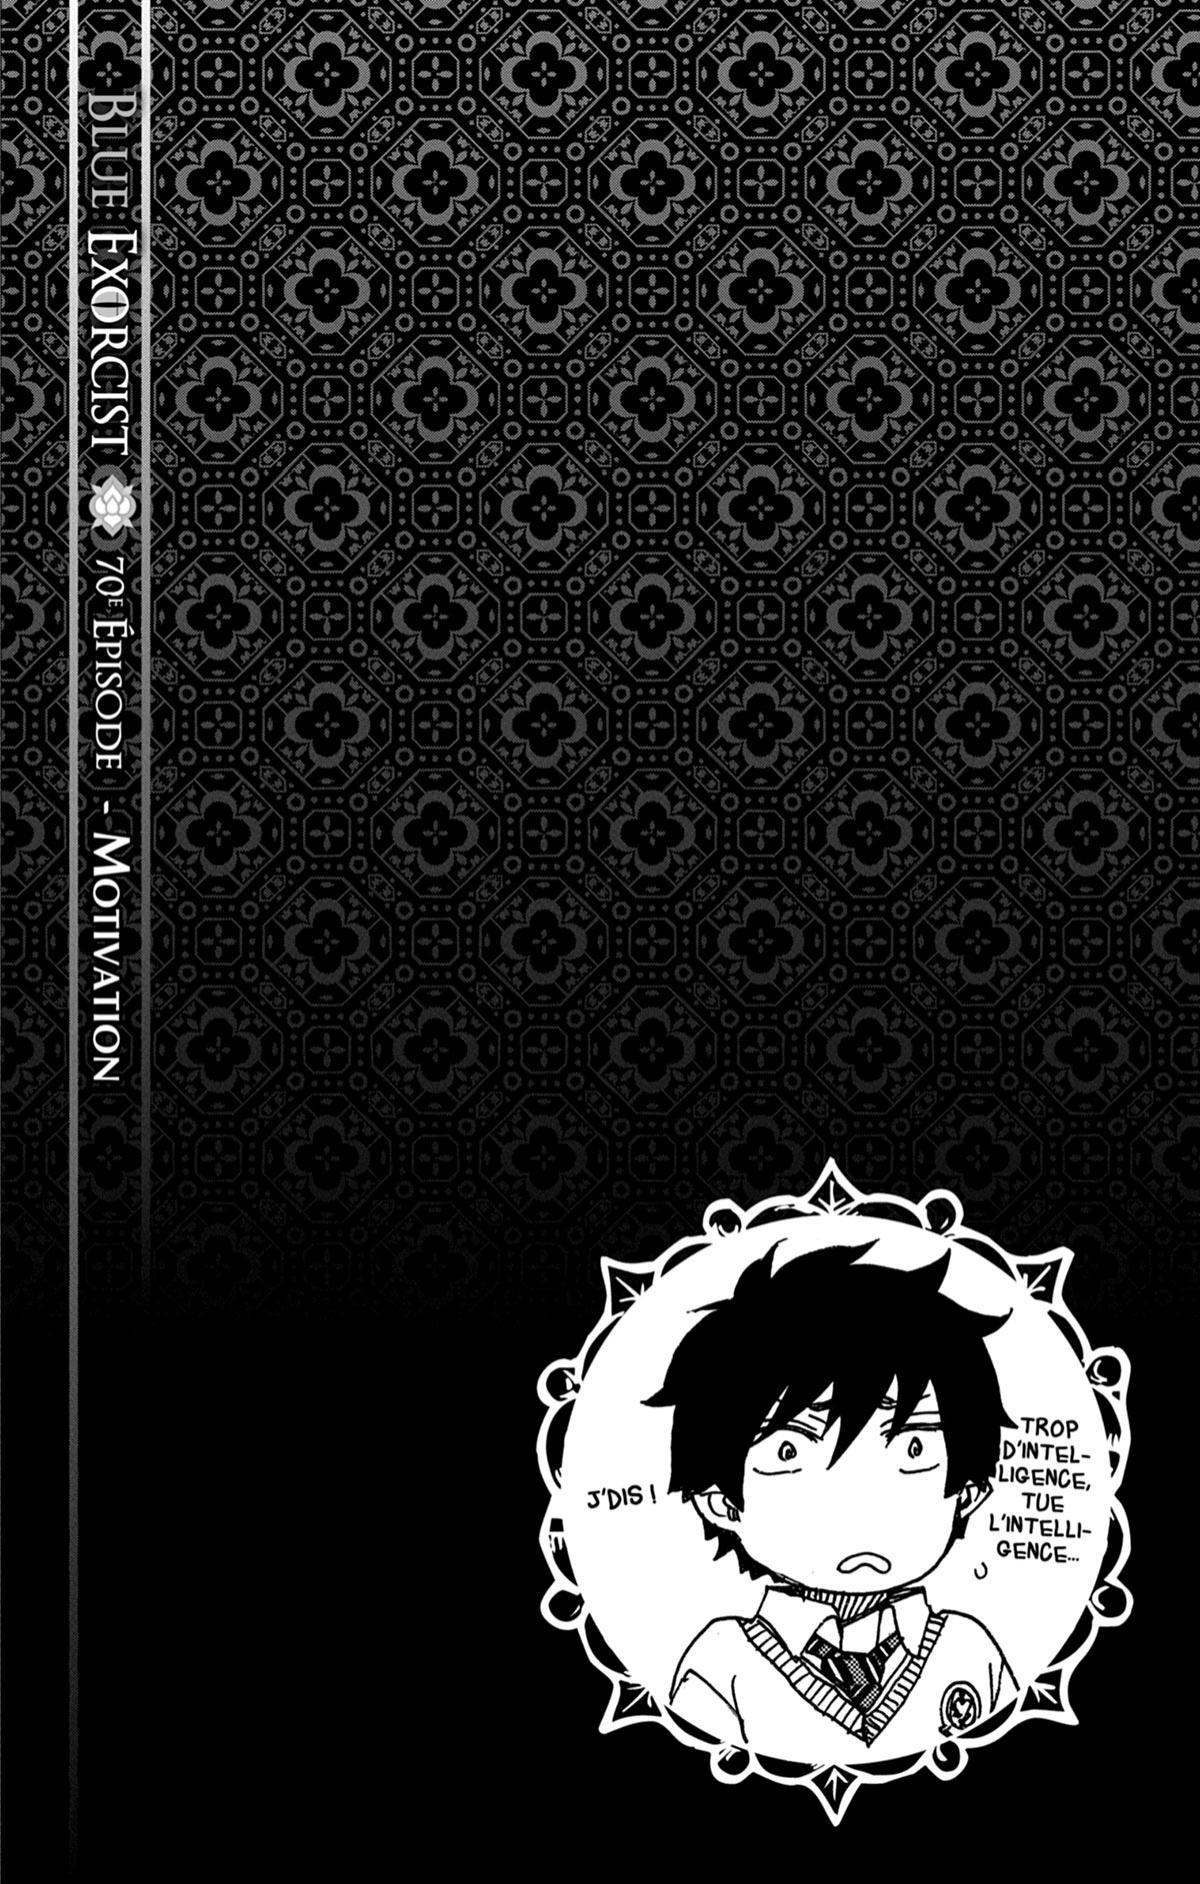 Blue Exorcist 70e Épisode - Motivation
TROP
D'INTEL-
LIGENCE,
TUE
L'INTELLI-
GENCE...
J'DIS !